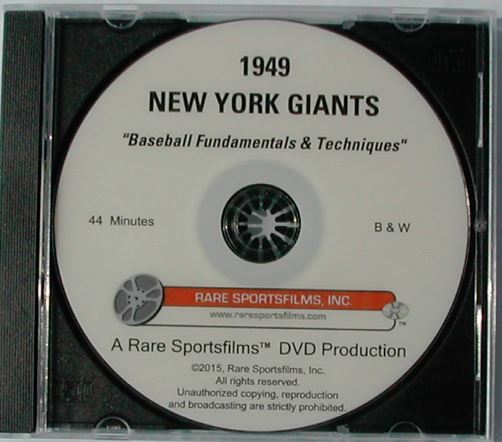 1949
NEW YORK GIANTS
"Baseball Fundamentals & Techniques"
44 Minutes
B & W
RARE SPORTSFILMS, INC.
www.raresportsfilms.com
TM
A Rare Sportsfilms™ DVD Production
©2015, Rare Sportsfilms, Inc.
All rights reserved.
Unauthorized copying, reproduction
and broadcasting are strictly prohibited.